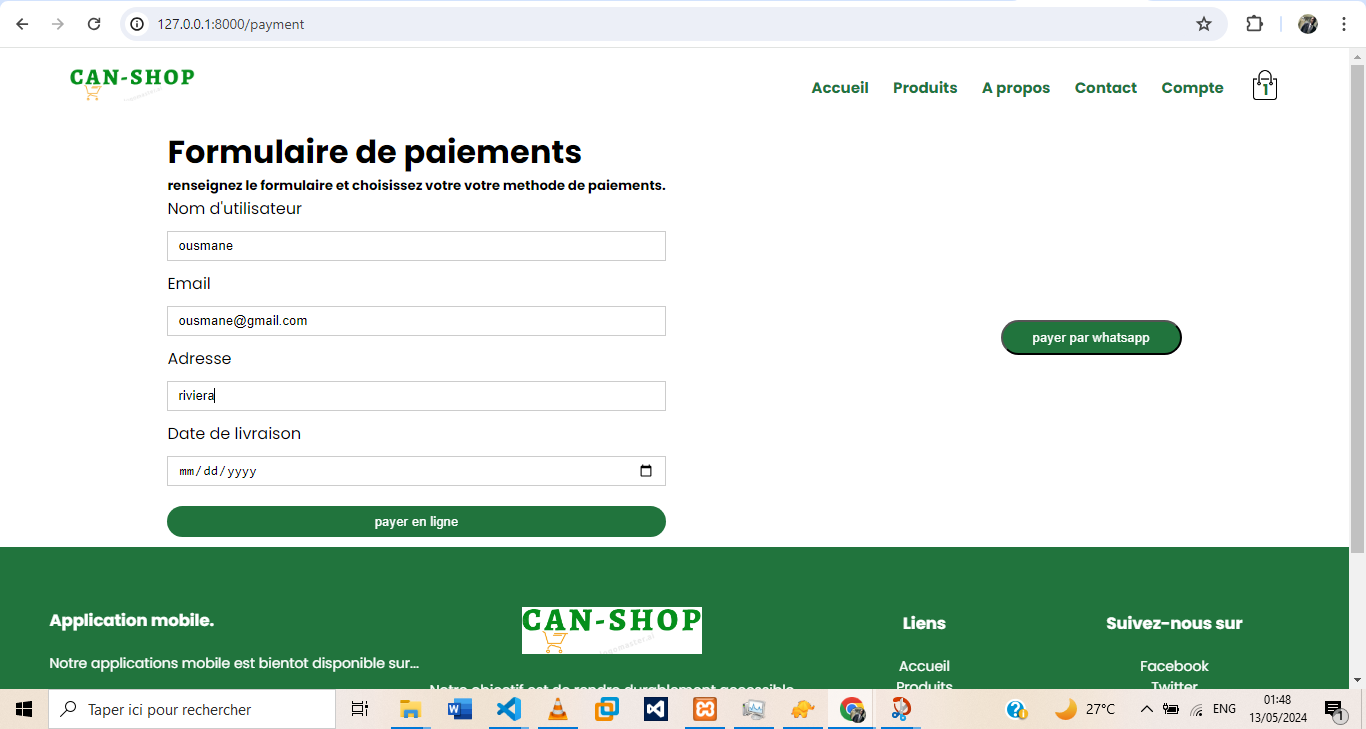 127.0.0.1:8000/payment
CAN-SHOP
Accueil Produits A propos Contact Compte 1
Formulaire de paiements
renseignez le formulaire et choisissez votre votre methode de paiements.
Nom d'utilisateur
ousmane
Email
ousmane@gmail.com
Adresse
riviera
Date de livraison
mm/dd/yyyy
payer en ligne
payer par whatsapp
Application mobile.
Notre applications mobile est bientot disponible sur...
CAN-SHOP
Notre objectif est de rendre durablement accessible
Liens
Accueil
Produits
Suivez-nous sur
Facebook
Twitter
Taper ici pour rechercher
27°C
ENG
01:48
13/05/2024
1